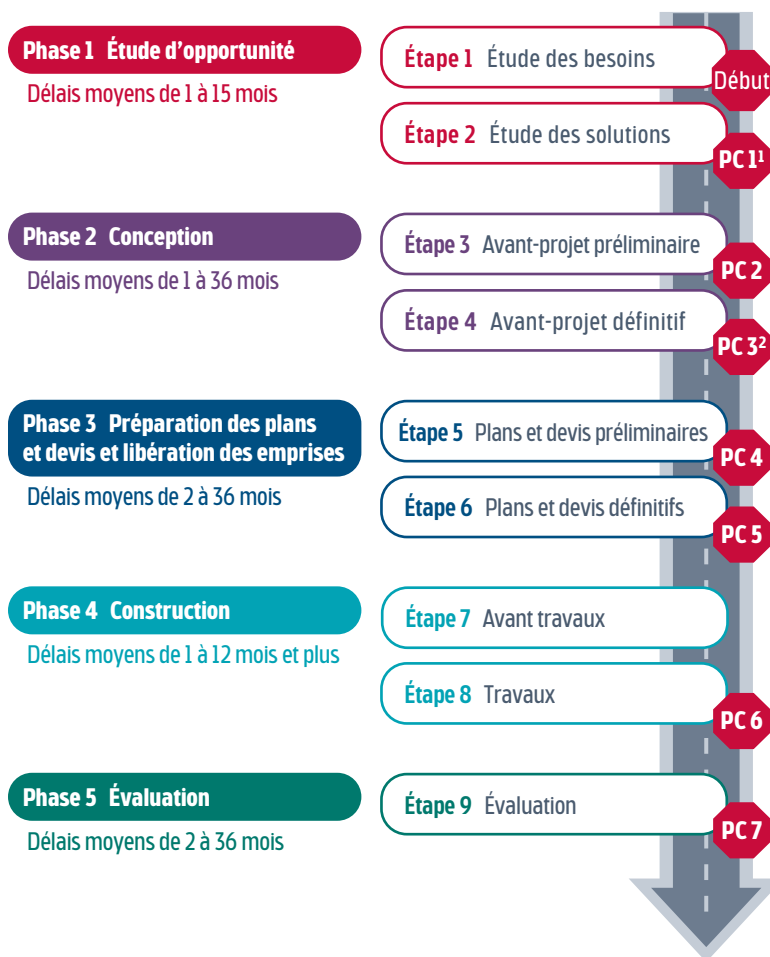 Phase 1 Étude d'opportunité
Délais moyens de 1 à 15 mois
Étape 1 Étude des besoins
Début
Étape 2 Étude des solutions
PC 1¹
Phase 2 Conception
Délais moyens de 1 à 36 mois
Étape 3 Avant-projet préliminaire
PC 2
Étape 4 Avant-projet définitif
PC 3²
Phase 3 Préparation des plans
et devis et libération des emprises
Délais moyens de 2 à 36 mois
Étape 5 Plans et devis préliminaires
PC 4
Étape 6 Plans et devis définitifs
PC 5
Phase 4 Construction
Délais moyens de 1 à 12 mois et plus
Étape 7 Avant travaux
Étape 8 Travaux
PC 6
Phase 5 Évaluation
Délais moyens de 2 à 36 mois
Étape 9 Évaluation
PC 7